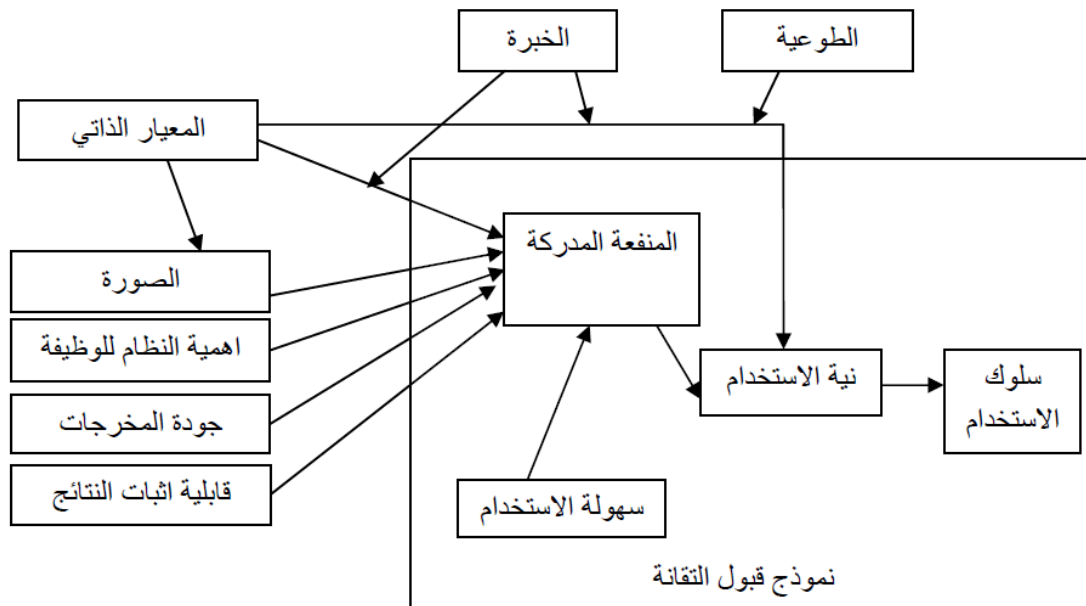 الخبرة
الطوعية
المعيار الذاتي
المنفعة المدركة
الصورة
اهمية النظام للوظيفة
نية الاستخدام
سلوك
الاستخدام
جودة المخرجات
قابلية اثبات النتائج
سهولة الاستخدام
نموذج قبول التقانة